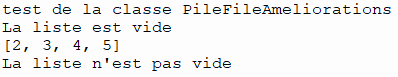 test de la classe PileFileAmeliorations
La liste est vide
[2, 3, 4, 5]
La liste n'est pas vide